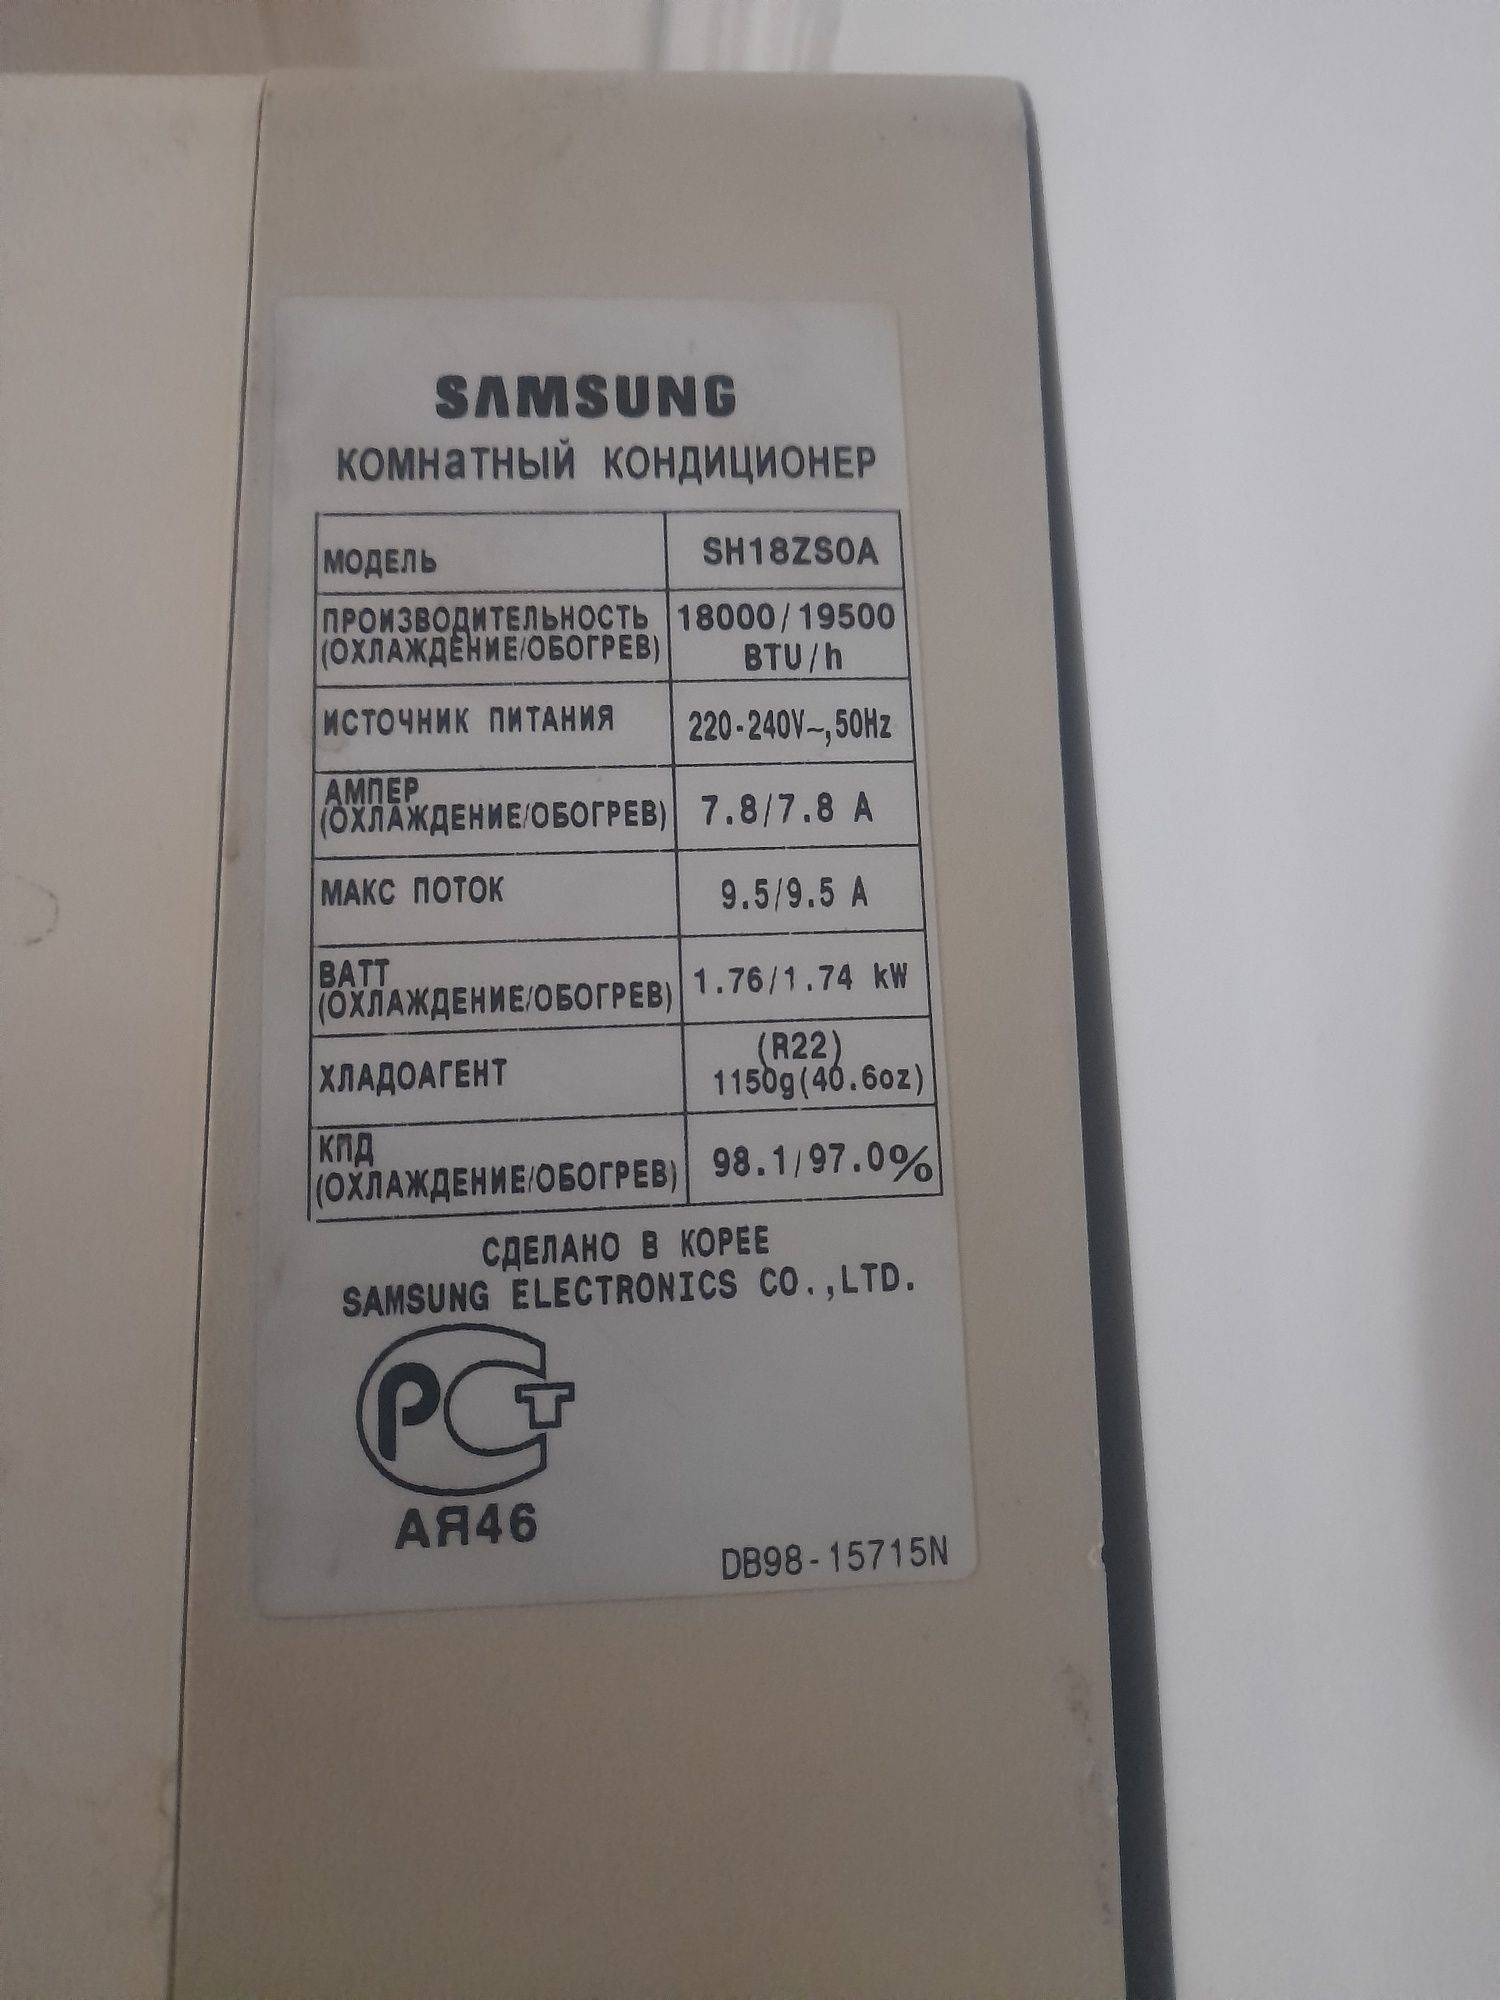 SAMSUNG
КОМНаТНЫЙ КОНДИЦИОНЕР
МОДЕЛЬ SH18ZS0A
ПРОИЗВОДИТЕЛЬНОСТЬ 18000/19500
(ОХЛАЖДЕНИЕ/ОБОГРЕВ) BTU/h
ИСТОЧНИК ПИТАНИЯ 220-240V~,50Hz
АМПЕР
(ОХЛАЖДЕНИЕ/ОБОГРЕВ) 7.8/7.8 A
МАКС ПОТОК 9.5/9.5 A
ВАТТ
(ОХЛАЖДЕНИЕ/ОБОГРЕВ) 1.76/1.74 kW
ХЛАДОАГЕНТ (R22)
1150g(40.6oz)
КПД
(ОХЛАЖДЕНИЕ/ОБОГРЕВ) 98.1/97.0%
СДЕЛАНО В КОРЕЕ
SAMSUNG ELECTRONICS CO.,LTD.
РСТ
АЯ46
DB98-15715N